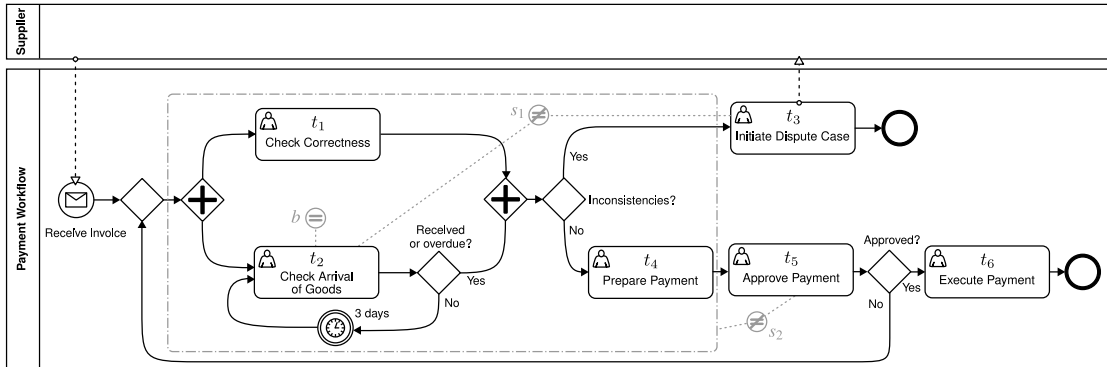 Supplier
Payment Workflow
Receive Invoice
t₁
Check Correctness
s₁ ≠
b =
t₂
Check Arrival
of Goods
3 days
Received
or overdue?
Yes
No
Inconsistencies?
Yes
No
t₃
Initiate Dispute Case
t₄
Prepare Payment
t₅
Approve Payment
≠ s₂
Approved?
Yes
No
t₆
Execute Payment